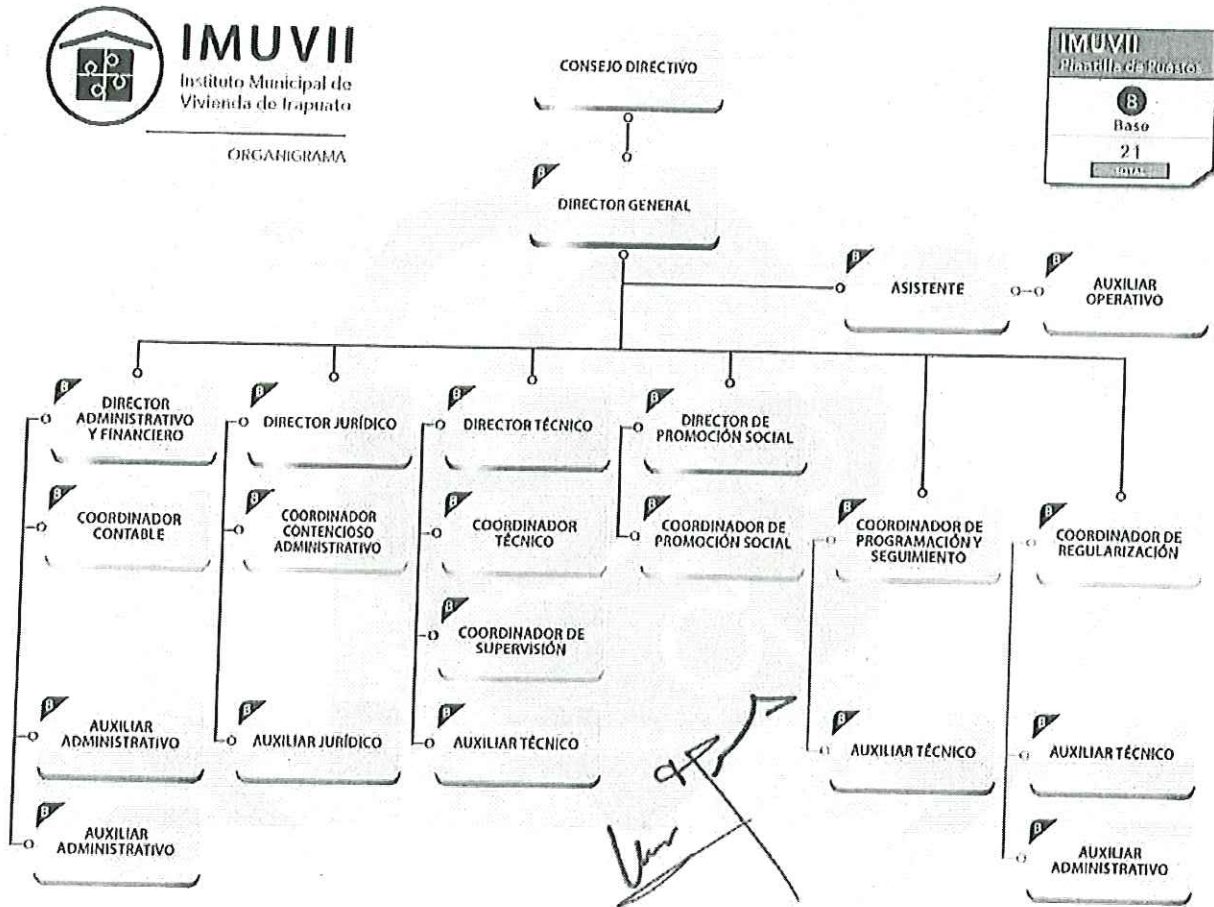 IMUVII
Instituto Municipal de
Vivienda de Irapuato
ORGANIGRAMA
IMUVII
Plantilla de Puestos
B
Base
21
TOTAL
CONSEJO DIRECTIVO
B
DIRECTOR GENERAL
B
ASISTENTE
B
AUXILIAR
OPERATIVO
B
DIRECTOR
ADMINISTRATIVO
Y FINANCIERO
B
DIRECTOR JURÍDICO
B
DIRECTOR TÉCNICO
B
DIRECTOR DE
PROMOCIÓN SOCIAL
B
COORDINADOR
CONTABLE
B
COORDINADOR
CONTENCIOSO
ADMINISTRATIVO
B
COORDINADOR
TÉCNICO
B
COORDINADOR DE
PROMOCIÓN SOCIAL
B
COORDINADOR DE
PROGRAMACIÓN Y
SEGUIMIENTO
B
COORDINADOR DE
REGULARIZACIÓN
B
COORDINADOR DE
SUPERVISIÓN
B
AUXILIAR
ADMINISTRATIVO
B
AUXILIAR JURÍDICO
B
AUXILIAR TÉCNICO
B
AUXILIAR TÉCNICO
B
AUXILIAR TÉCNICO
B
AUXILIAR
ADMINISTRATIVO
B
AUXILIAR
ADMINISTRATIVO